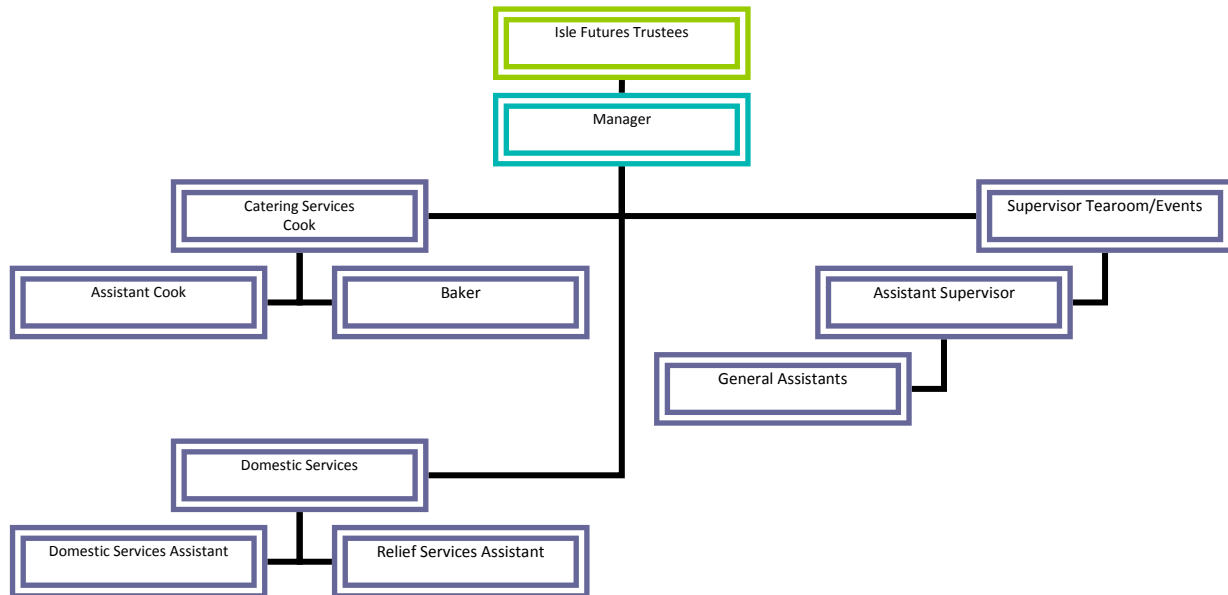 Isle Futures Trustees
Manager
Catering Services
Cook
Supervisor Tearoom/Events
Assistant Cook
Baker
Assistant Supervisor
General Assistants
Domestic Services
Domestic Services Assistant
Relief Services Assistant